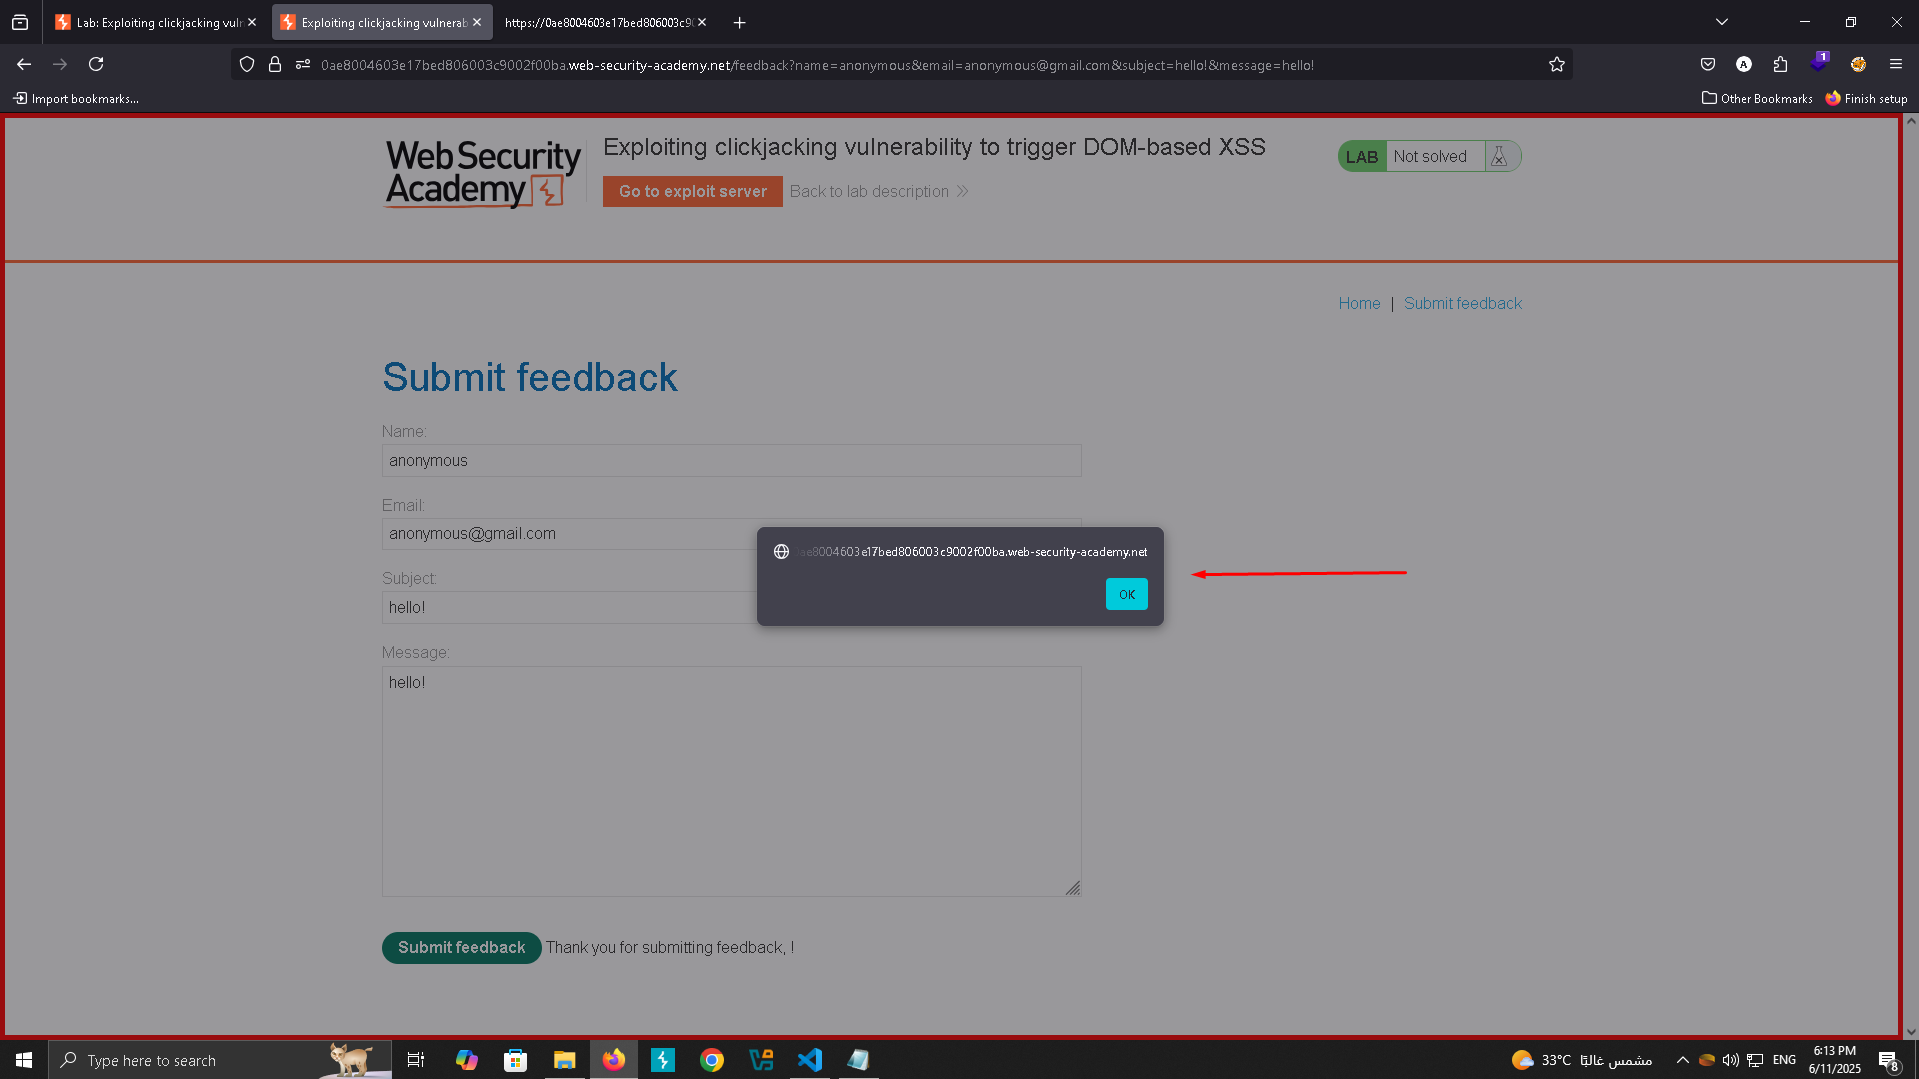 Lab: Exploiting clickjacking vuln
Exploiting clickjacking vulnerab
https://0ae8004603e17bed806003c9
0ae8004603e17bed806003c9002f00ba.web-security-academy.net/feedback?name=anonymous&email=anonymous@gmail.com&subject=hello!&message=hello!
A
1
Import bookmarks...
Other Bookmarks
Finish setup
WebSecurity
Academy
Exploiting clickjacking vulnerability to trigger DOM-based XSS
Go to exploit server
Back to lab description
LAB
Not solved
Home | Submit feedback
Submit feedback
Name:
anonymous
Email:
anonymous@gmail.com
ae8004603e17bed806003c9002f00ba.web-security-academy.net
OK
Subject:
hello!
Message:
hello!
Submit feedback
Thank you for submitting feedback, !
Type here to search
33°C مشمس غالبًا
ENG
6:13 PM
6/11/2025
8